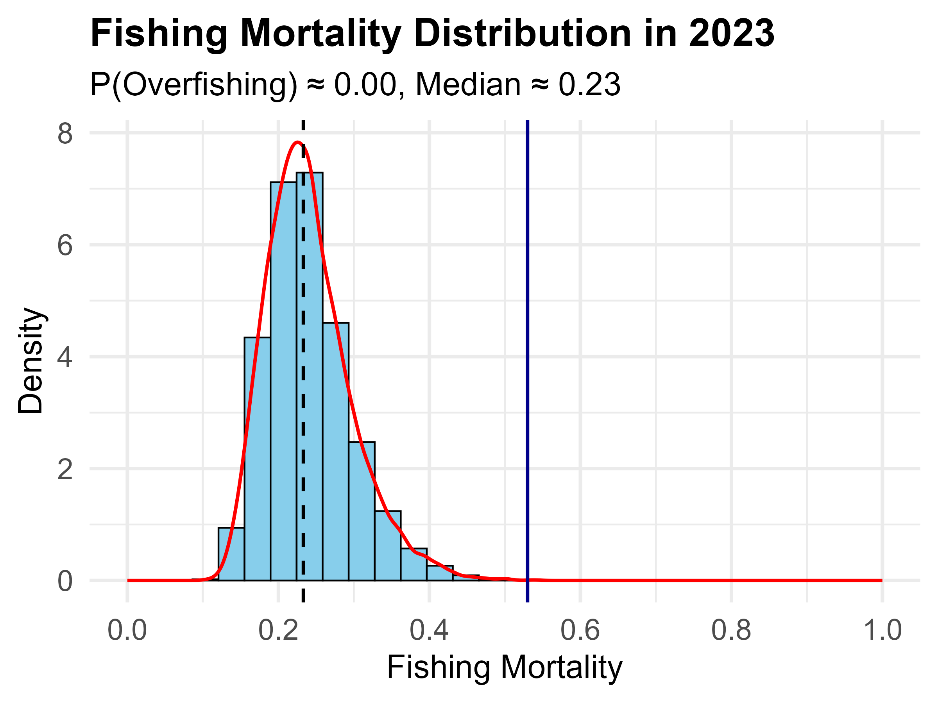 Fishing Mortality Distribution in 2023
P(Overfishing) ≈ 0.00, Median ≈ 0.23
8
6
4
2
0
Density
0.0 0.2 0.4 0.6 0.8 1.0
Fishing Mortality